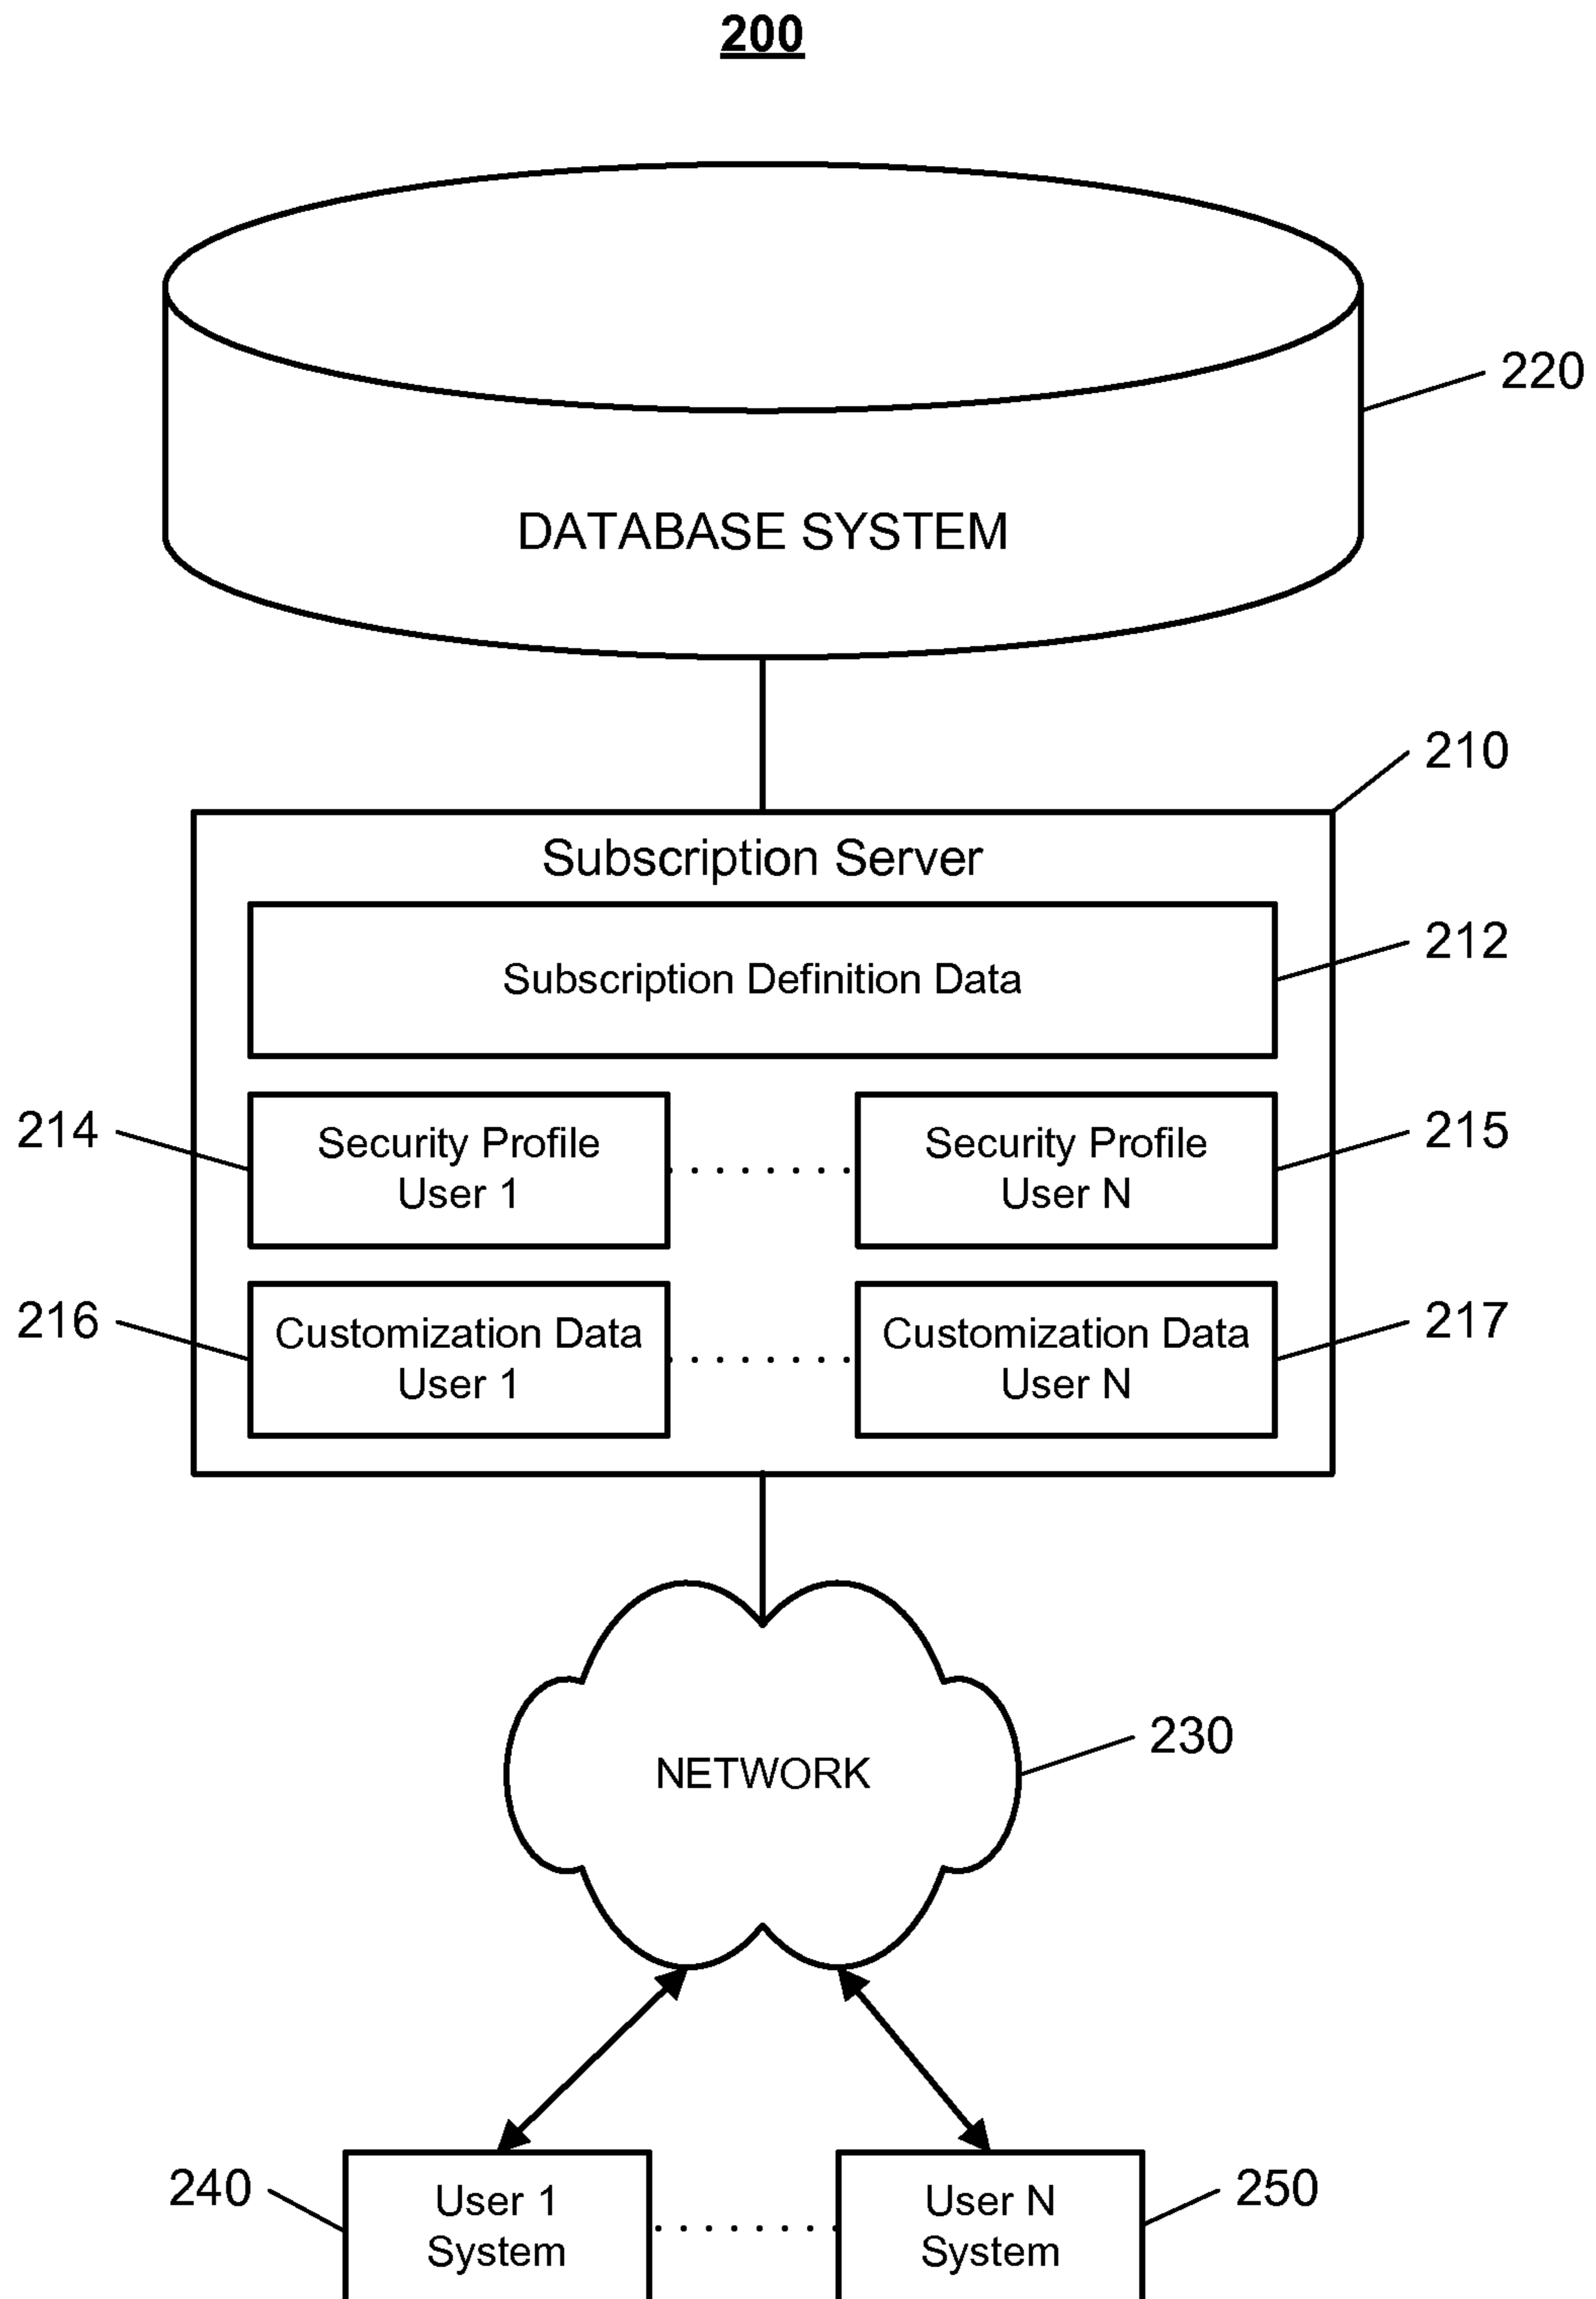 200
220
DATABASE SYSTEM
210
Subscription Server
212
Subscription Definition Data
214
Security Profile
User 1
Security Profile
User N
215
216
Customization Data
User 1
Customization Data
User N
217
NETWORK
230
240
User 1
System
User N
System
250